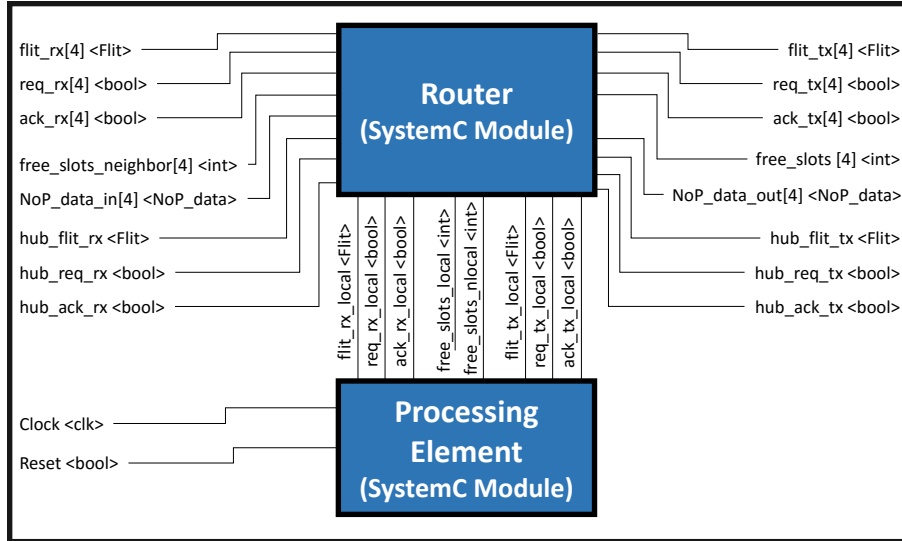 flit_rx[4] <Flit>
req_rx[4] <bool>
ack_rx[4] <bool>
free_slots_neighbor[4] <int>
NoP_data_in[4] <NoP_data>
hub_flit_rx <Flit>
hub_req_rx <bool>
hub_ack_rx <bool>
Router
(SystemC Module)
flit_tx[4] <Flit>
req_tx[4] <bool>
ack_tx[4] <bool>
free_slots [4] <int>
NoP_data_out[4] <NoP_data>
hub_flit_tx <Flit>
hub_req_tx <bool>
hub_ack_tx <bool>
flit_rx_local <Flit>
req_rx_local <bool>
ack_rx_local <bool>
free_slots_local <int>
free_slots_nlocal <int>
flit_tx_local <Flit>
req_tx_local <bool>
ack_tx_local <bool>
Clock <clk>
Reset <bool>
Processing
Element
(SystemC Module)